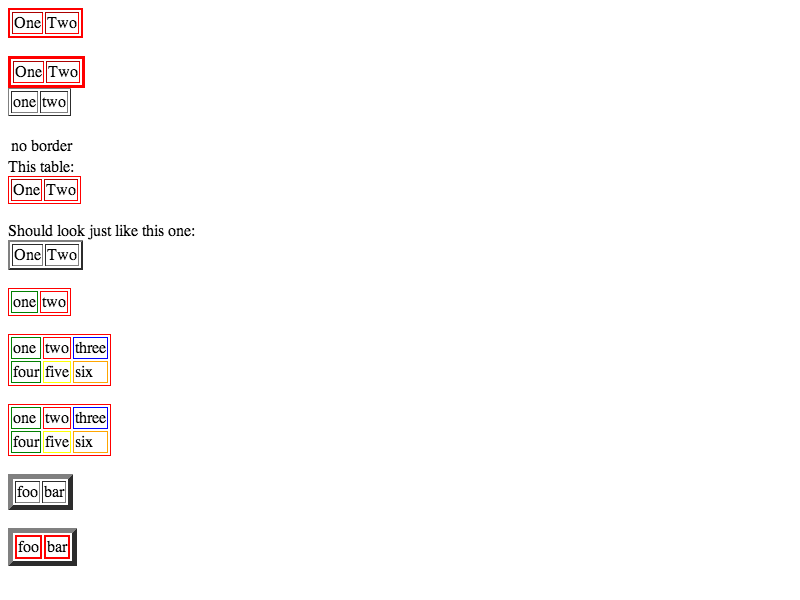 One Two
One Two
one two
no border
This table:
One Two
Should look just like this one:
One Two
one two
one two three
four five six
one two three
four five six
foo bar
foo bar